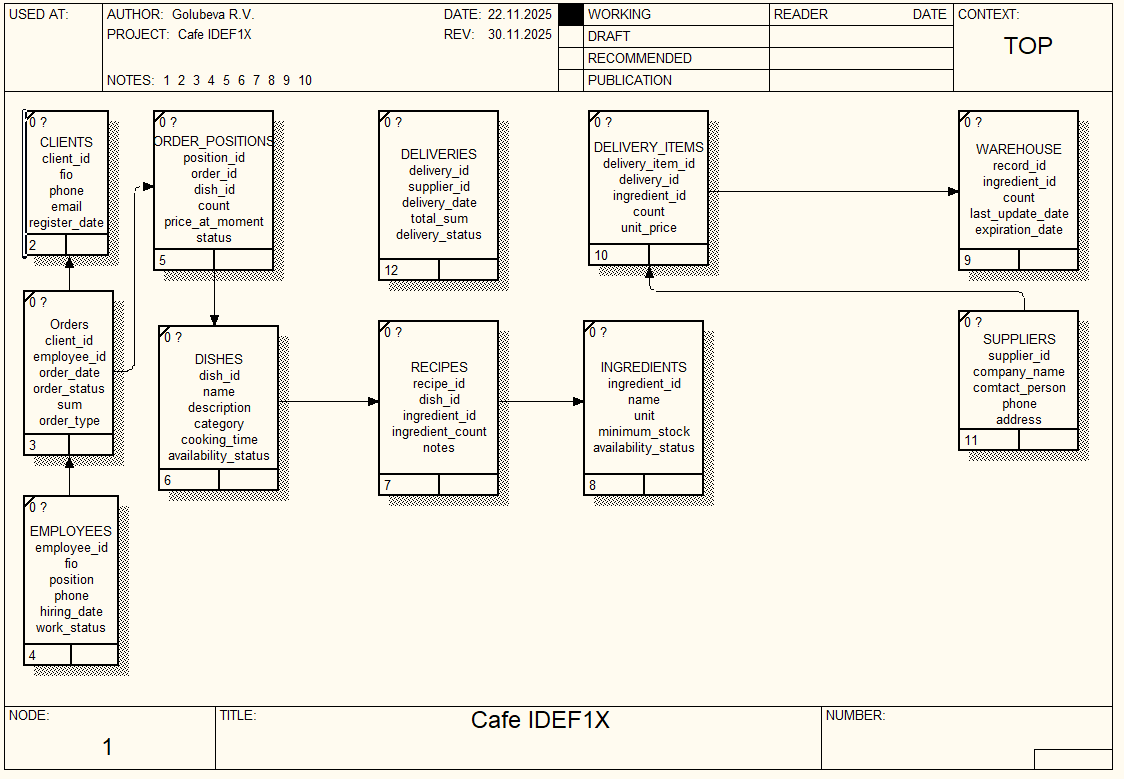 USED AT:
AUTHOR: Golubeva R.V.
DATE: 22.11.2025
PROJECT: Cafe IDEF1X
REV: 30.11.2025
NOTES: 1 2 3 4 5 6 7 8 9 10
WORKING
DRAFT
RECOMMENDED
PUBLICATION
READER
DATE
CONTEXT:
TOP
0 ?
CLIENTS
client_id
fio
phone
email
register_date
2
0 ?
ORDER_POSITIONS
position_id
order_id
dish_id
count
price_at_moment
status
5
0 ?
DELIVERIES
delivery_id
supplier_id
delivery_date
total_sum
delivery_status
12
0 ?
DELIVERY_ITEMS
delivery_item_id
delivery_id
ingredient_id
count
unit_price
10
0 ?
WAREHOUSE
record_id
ingredient_id
count
last_update_date
expiration_date
9
0 ?
Orders
client_id
employee_id
order_date
order_status
sum
order_type
3
0 ?
DISHES
dish_id
name
description
category
cooking_time
availability_status
6
0 ?
RECIPES
recipe_id
dish_id
ingredient_id
ingredient_count
notes
7
0 ?
INGREDIENTS
ingredient_id
name
unit
minimum_stock
availability_status
8
0 ?
SUPPLIERS
supplier_id
company_name
comtact_person
phone
address
11
0 ?
EMPLOYEES
employee_id
fio
position
phone
hiring_date
work_status
4
NODE:
1
TITLE:
Cafe IDEF1X
NUMBER: